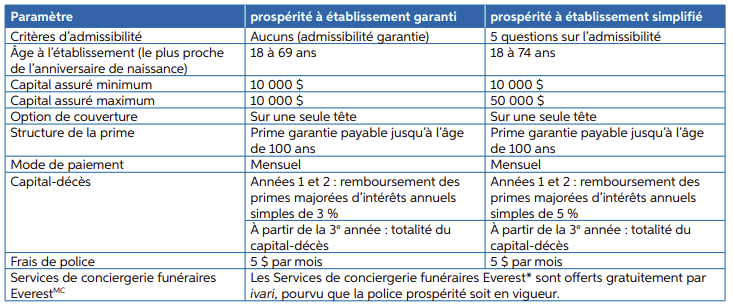 Paramètre prospérité à établissement garanti prospérité à établissement simplifié
Critères d'admissibilité Aucuns (admissibilité garantie) 5 questions sur l'admissibilité
Âge à l'établissement (le plus proche 18 à 69 ans 18 à 74 ans
de l'anniversaire de naissance)
Capital assuré minimum 10 000 $ 10 000 $
Capital assuré maximum 10 000 $ 50 000 $
Option de couverture Sur une seule tête Sur une seule tête
Structure de la prime Prime garantie payable jusqu'à l'âge Prime garantie payable jusqu'à l'âge
de 100 ans de 100 ans
Mode de paiement Mensuel Mensuel
Capital-décès Années 1 et 2 : remboursement des Années 1 et 2 : remboursement des
primes majorées d'intérêts annuels primes majorées d'intérêts annuels
simples de 3 % simples de 5 %
À partir de la 3e année : totalité du À partir de la 3e année : totalité du
capital-décès capital-décès
Frais de police 5 $ par mois 5 $ par mois
Services de conciergerie funéraires Les Services de conciergerie funéraires Everest* sont offerts gratuitement par
EverestMC ivari, pourvu que la police prospérité soit en vigueur.